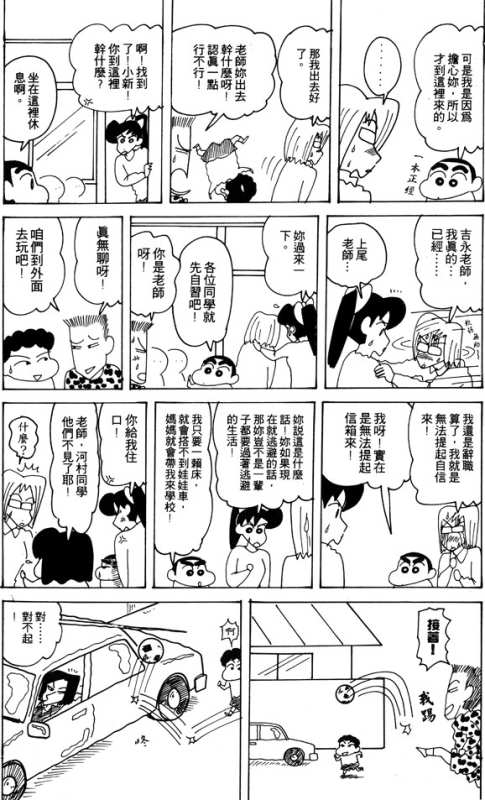 可是我是因為
擔心妳，所以
才到這裡來的。
………
一本正經
那我出去好
了。
老師妳出去
幹什麼呀！
認真一點
行不行！
啊！找到
了！小新！
你到這裡
幹什麼？
坐在這裡休
息啊。
吉永老師，
我真的……
已經……
上尾
老師…
妳過來一
下。
各位同學就
先自習吧！
你是老師
呀！
真無聊呀！
咱們到外面
去玩吧！
我還是辭職
算了，我就是
無法提起自信
來！
我呀！實在
是無法提起
信箱來！
妳說這是什麼
話！妳如果現
在就逃避的話，
那妳豈不是一輩
子都要過著逃避
的生活！
我只要一賴床，
就會搭不到娃娃車，
媽媽就會帶我來學校！
你給我住
口！
老師，河村同學
他們不見了耶！
什麼？
接著！
我踢
啊
咚
對……
對不起
！